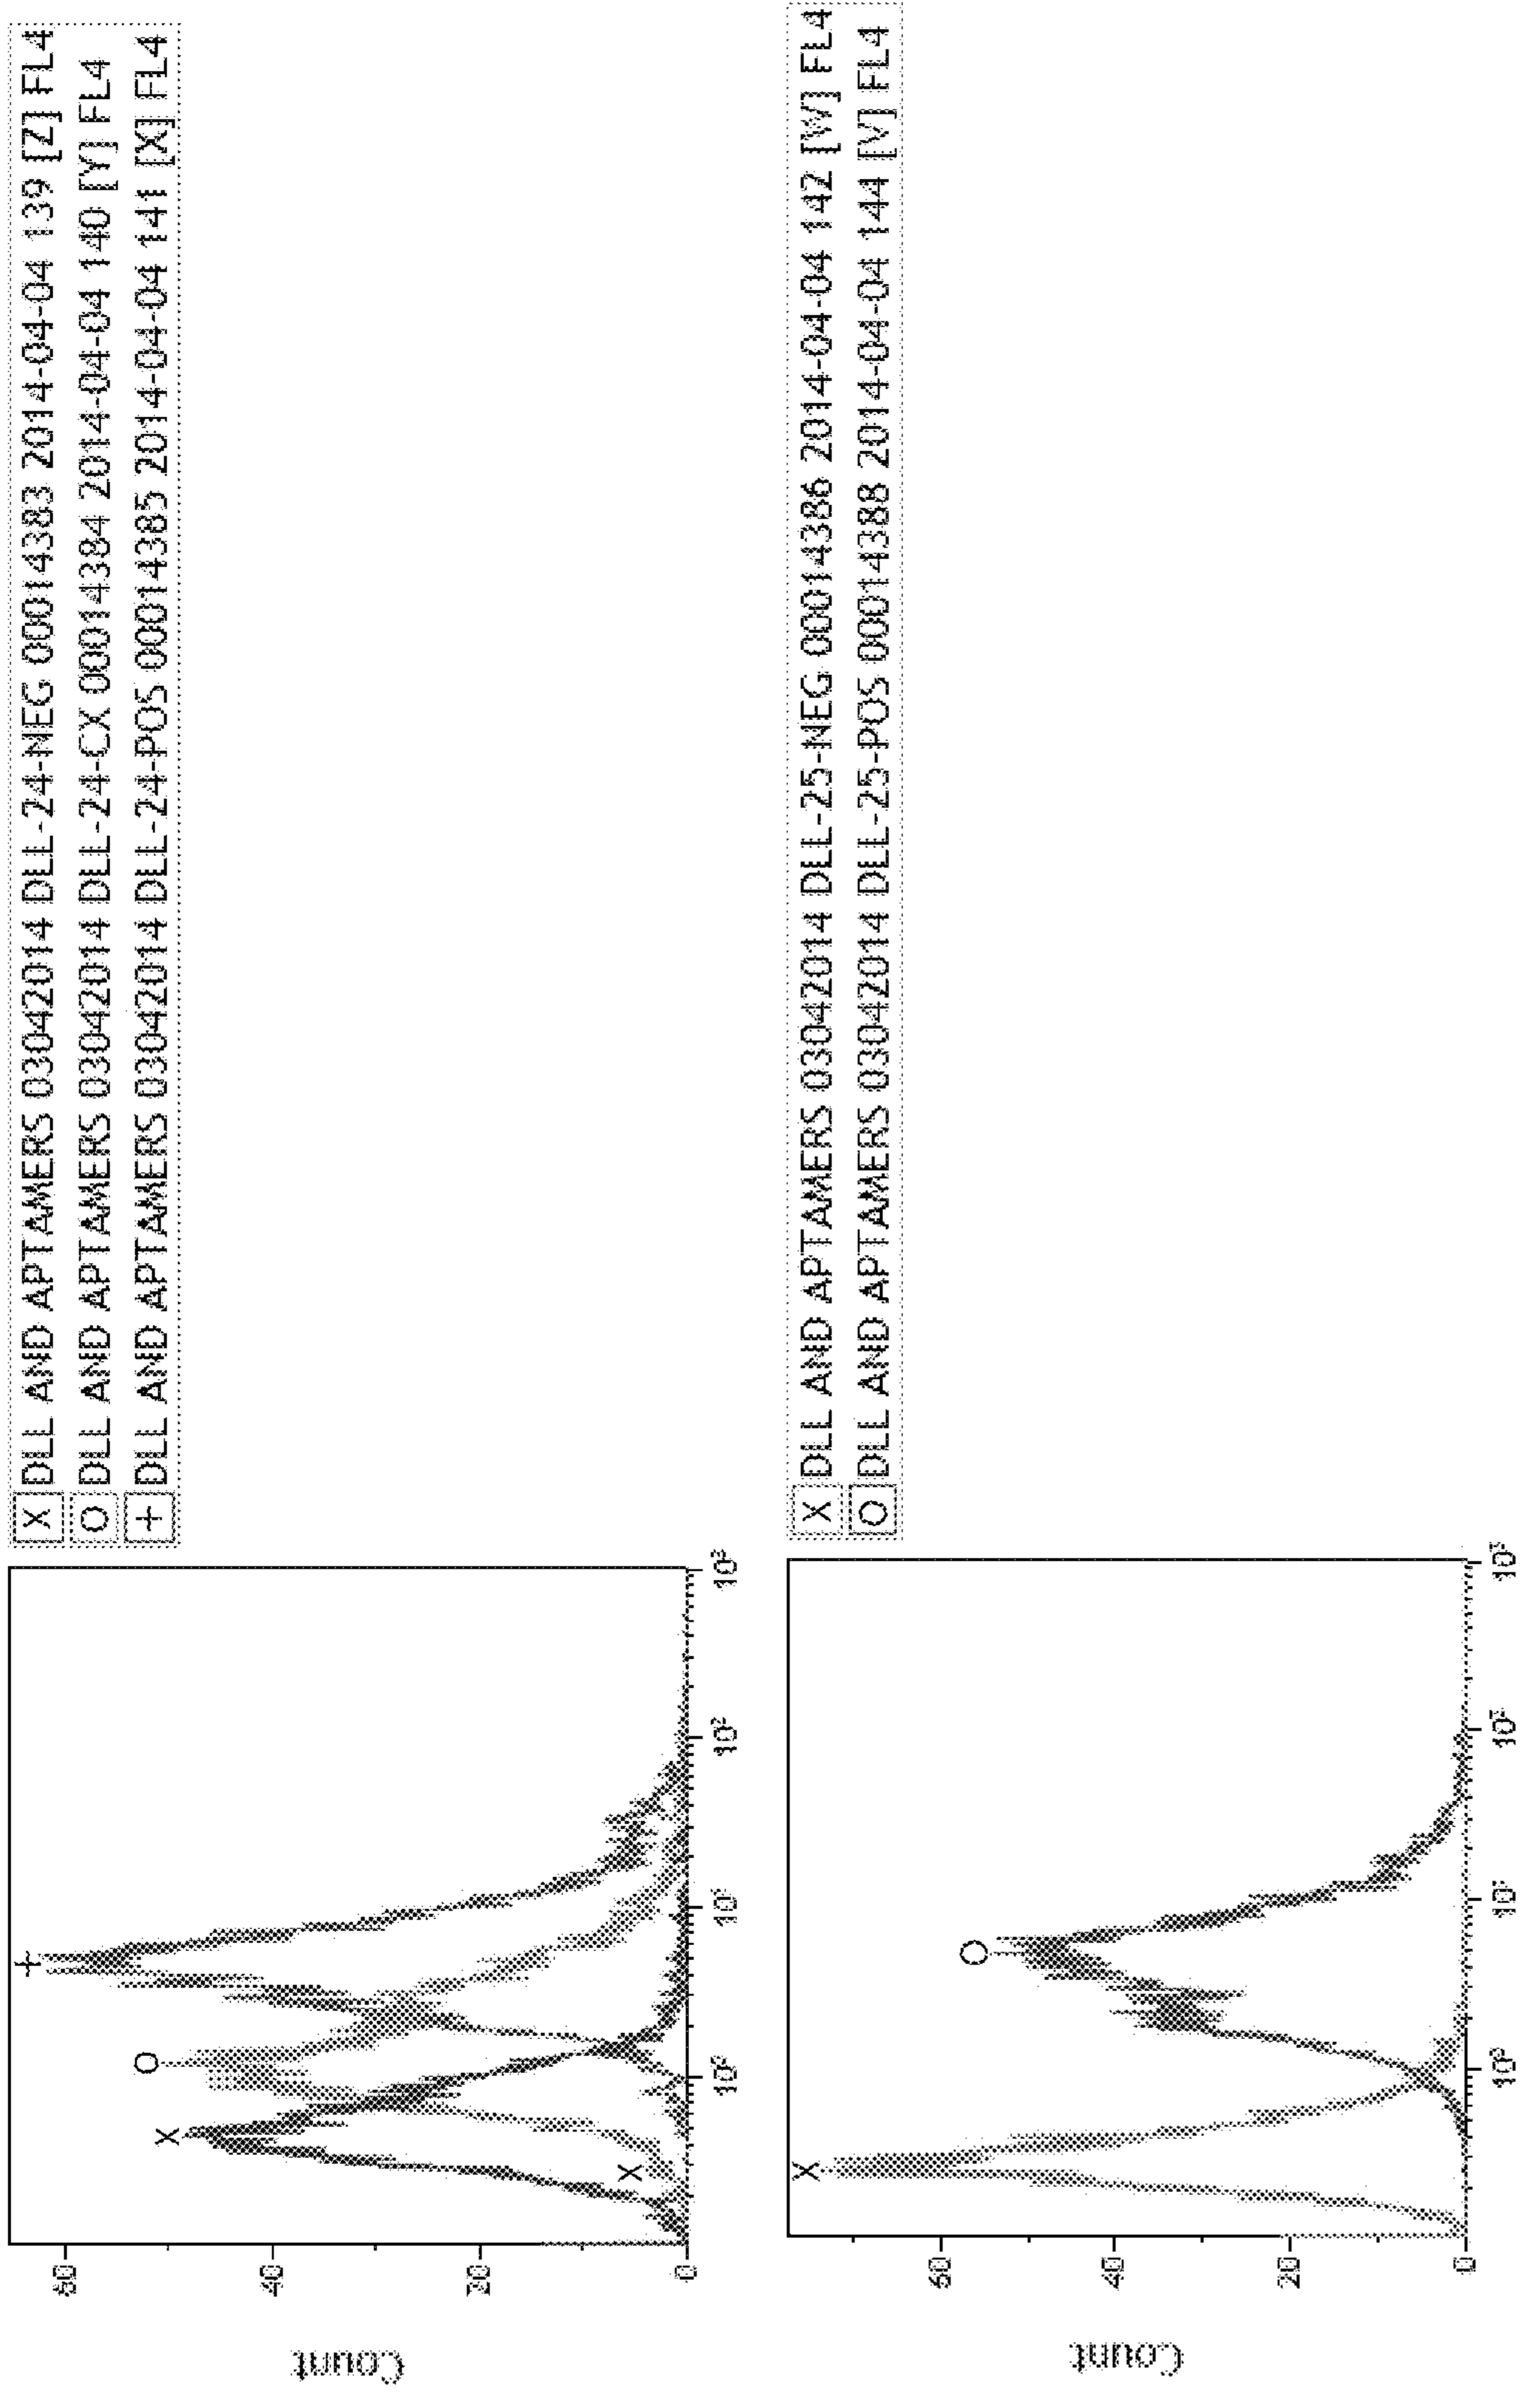 X DLL AND APTAMERS 03042014 DLL-24-NEG 00014383 2014-04-04 139 [Z] FL4
O DLL AND APTAMERS 03042014 DLL-24-CX 00014384 2014-04-04 140 [Y] FL4
+ DLL AND APTAMERS 03042014 DLL-24-POS 00014385 2014-04-04 141 [X] FL4
Count
60
40
20
0
+
O
X
X
10⁰ 10¹ 10² 10³
X DLL AND APTAMERS 03042014 DLL-25-NEG 00014386 2014-04-04 142 [W] FL4
O DLL AND APTAMERS 03042014 DLL-25-POS 00014388 2014-04-04 144 [V] FL4
Count
60
40
20
0
X
O
10⁰ 10¹ 10² 10³